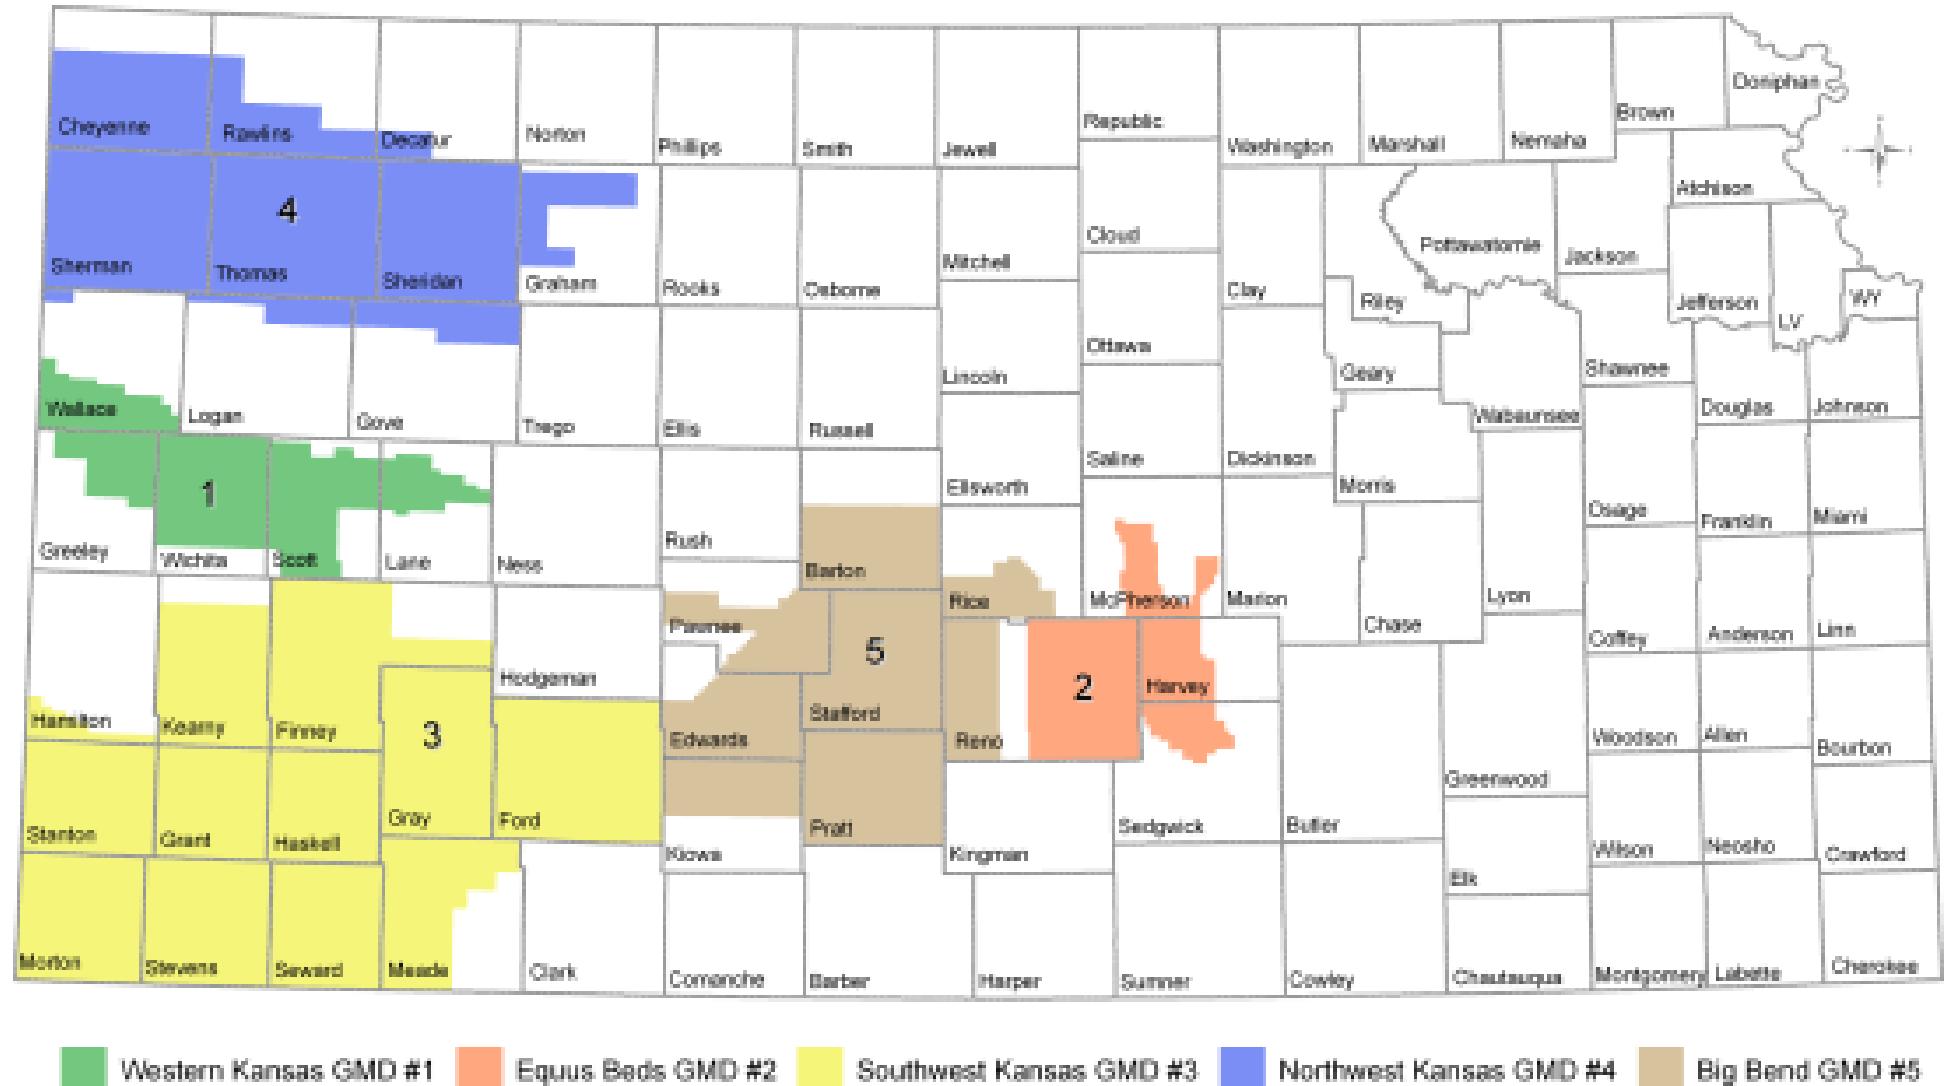 Doniphan
Brown
Republic
Cheyenne
Rawlins
Decatur
Norton
Phillips
Smith
Jewell
Washington
Marshall
Nemaha
Atchison
4
Cloud
Pottawatomie
Jackson
Sherman
Thomas
Sheridan
Graham
Rooks
Osborne
Mitchell
Clay
Riley
Jefferson
LV
WY
Ottawa
Lincoln
Geary
Shawnee
Wallace
Logan
Gove
Trego
Ellis
Russell
Wabaunsee
Douglas
Johnson
Saline
Dickinson
Ellsworth
Morris
1
Osage
Franklin
Miami
Greeley
Wichita
Scott
Lane
Ness
Rush
Barton
Rice
McPherson
Marion
Lyon
Chase
Pawnee
5
Coffey
Anderson
Linn
Hodgeman
2
Harvey
Hamilton
Kearny
Finney
3
Stafford
Edwards
Reno
Woodson
Allen
Bourbon
Greenwood
Stanton
Grant
Haskell
Gray
Ford
Pratt
Sedgwick
Butler
Kiowa
Kingman
Wilson
Neosho
Crawford
Elk
Morton
Stevens
Seward
Meade
Clark
Comanche
Barber
Harper
Sumner
Cowley
Chautauqua
Montgomery
Labette
Cherokee
Western Kansas GMD #1 Equus Beds GMD #2 Southwest Kansas GMD #3 Northwest Kansas GMD #4 Big Bend GMD #5